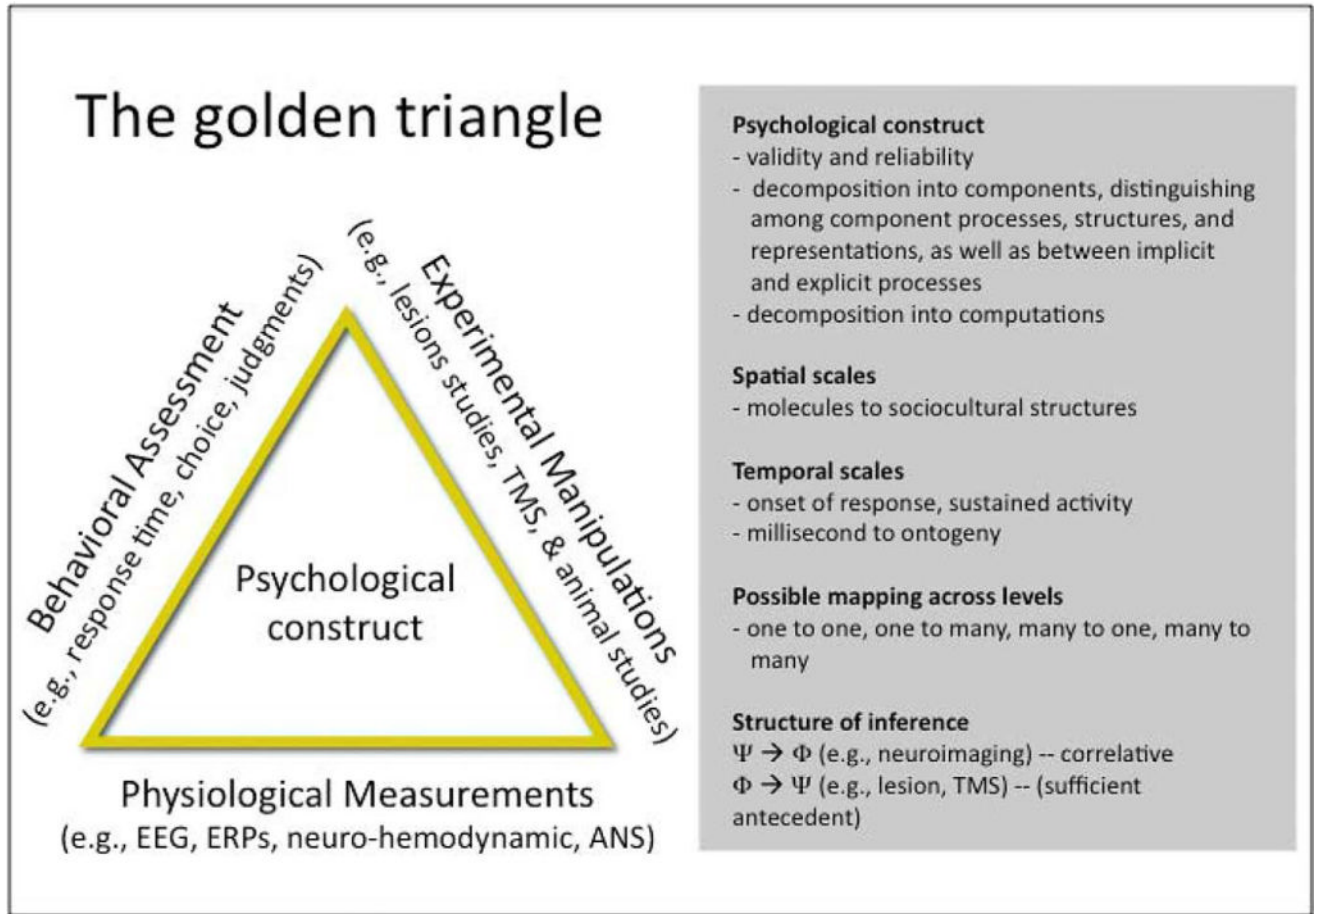 The golden triangle
Behavioral Assessment
(e.g., response time, choice, judgments)
Experimental Manipulations
(e.g., lesions studies, TMS, & animal studies)
Psychological
construct
Physiological Measurements
(e.g., EEG, ERPs, neuro-hemodynamic, ANS)
Psychological construct
- validity and reliability
- decomposition into components, distinguishing
among component processes, structures, and
representations, as well as between implicit
and explicit processes
- decomposition into computations
Spatial scales
- molecules to sociocultural structures
Temporal scales
- onset of response, sustained activity
- millisecond to ontogeny
Possible mapping across levels
- one to one, one to many, many to one, many to
many
Structure of inference
Ψ → Φ (e.g., neuroimaging) -- correlative
Φ → Ψ (e.g., lesion, TMS) -- (sufficient
antecedent)